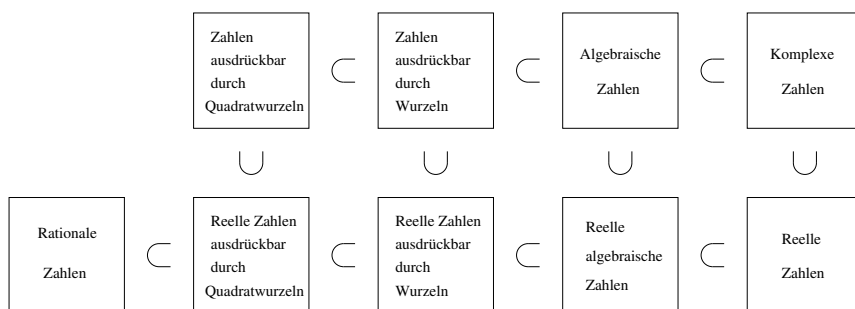 Zahlen
ausdrückbar
durch
Quadratwurzeln
Zahlen
ausdrückbar
durch
Wurzeln
Algebraische
Zahlen
Komplexe
Zahlen
Rationale
Zahlen
Reelle Zahlen
ausdrückbar
durch
Quadratwurzeln
Reelle Zahlen
ausdrückbar
durch
Wurzeln
Reelle
algebraische
Zahlen
Reelle
Zahlen